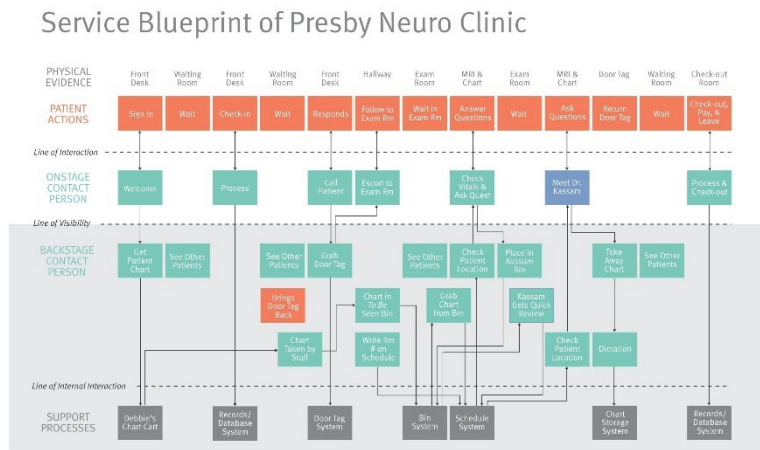 Service Blueprint of Presby Neuro Clinic
PHYSICAL
EVIDENCE
Front
Desk
Waiting
Room
Front
Desk
Waiting
Room
Front
Desk
Hallway
Exam
Room
MRI &
Chart
Exam
Room
MRI &
Chart
Door Tag
Waiting
Room
Check-out
Room
PATIENT
ACTIONS
Sign In
Wait
Check-In
Wait
Responds
Follow to
Exam Rm
Wait in
Exam Rm
Answer
Questions
Wait
Ask
Questions
Return
Door Tag
Wait
Check-out,
Pay, &
Leave
Line of Interaction
ONSTAGE
CONTACT
PERSON
Welcome
Process
Call
Patient
Escort to
Exam Rm
Check
Vitals &
Ask Quest
Meet Dr.
Kassam
Process &
Check-out
Line of Visibility
BACKSTAGE
CONTACT
PERSON
Get
Patient
Chart
See Other
Patients
See Other
Patients
Grab
Door Tag
See Other
Patients
Check
Patient
Location
Place in
Kassam
Bin
Take
Away
Chart
See Other
Patients
Brings
Door Tag
Back
Chart in
To Be
Seen Bin
Grab
Chart
from Bin
Kassam
Gets Quick
Review
Chart
Taken by
Staff
Write Rm
# on
Schedule
Check
Patient
Location
Dictation
Line of Internal Interaction
SUPPORT
PROCESSES
Debbie's
Chart Cart
Records/
Database
System
Door Tag
System
Bin
System
Schedule
System
Chart
Storage
System
Records/
Database
System